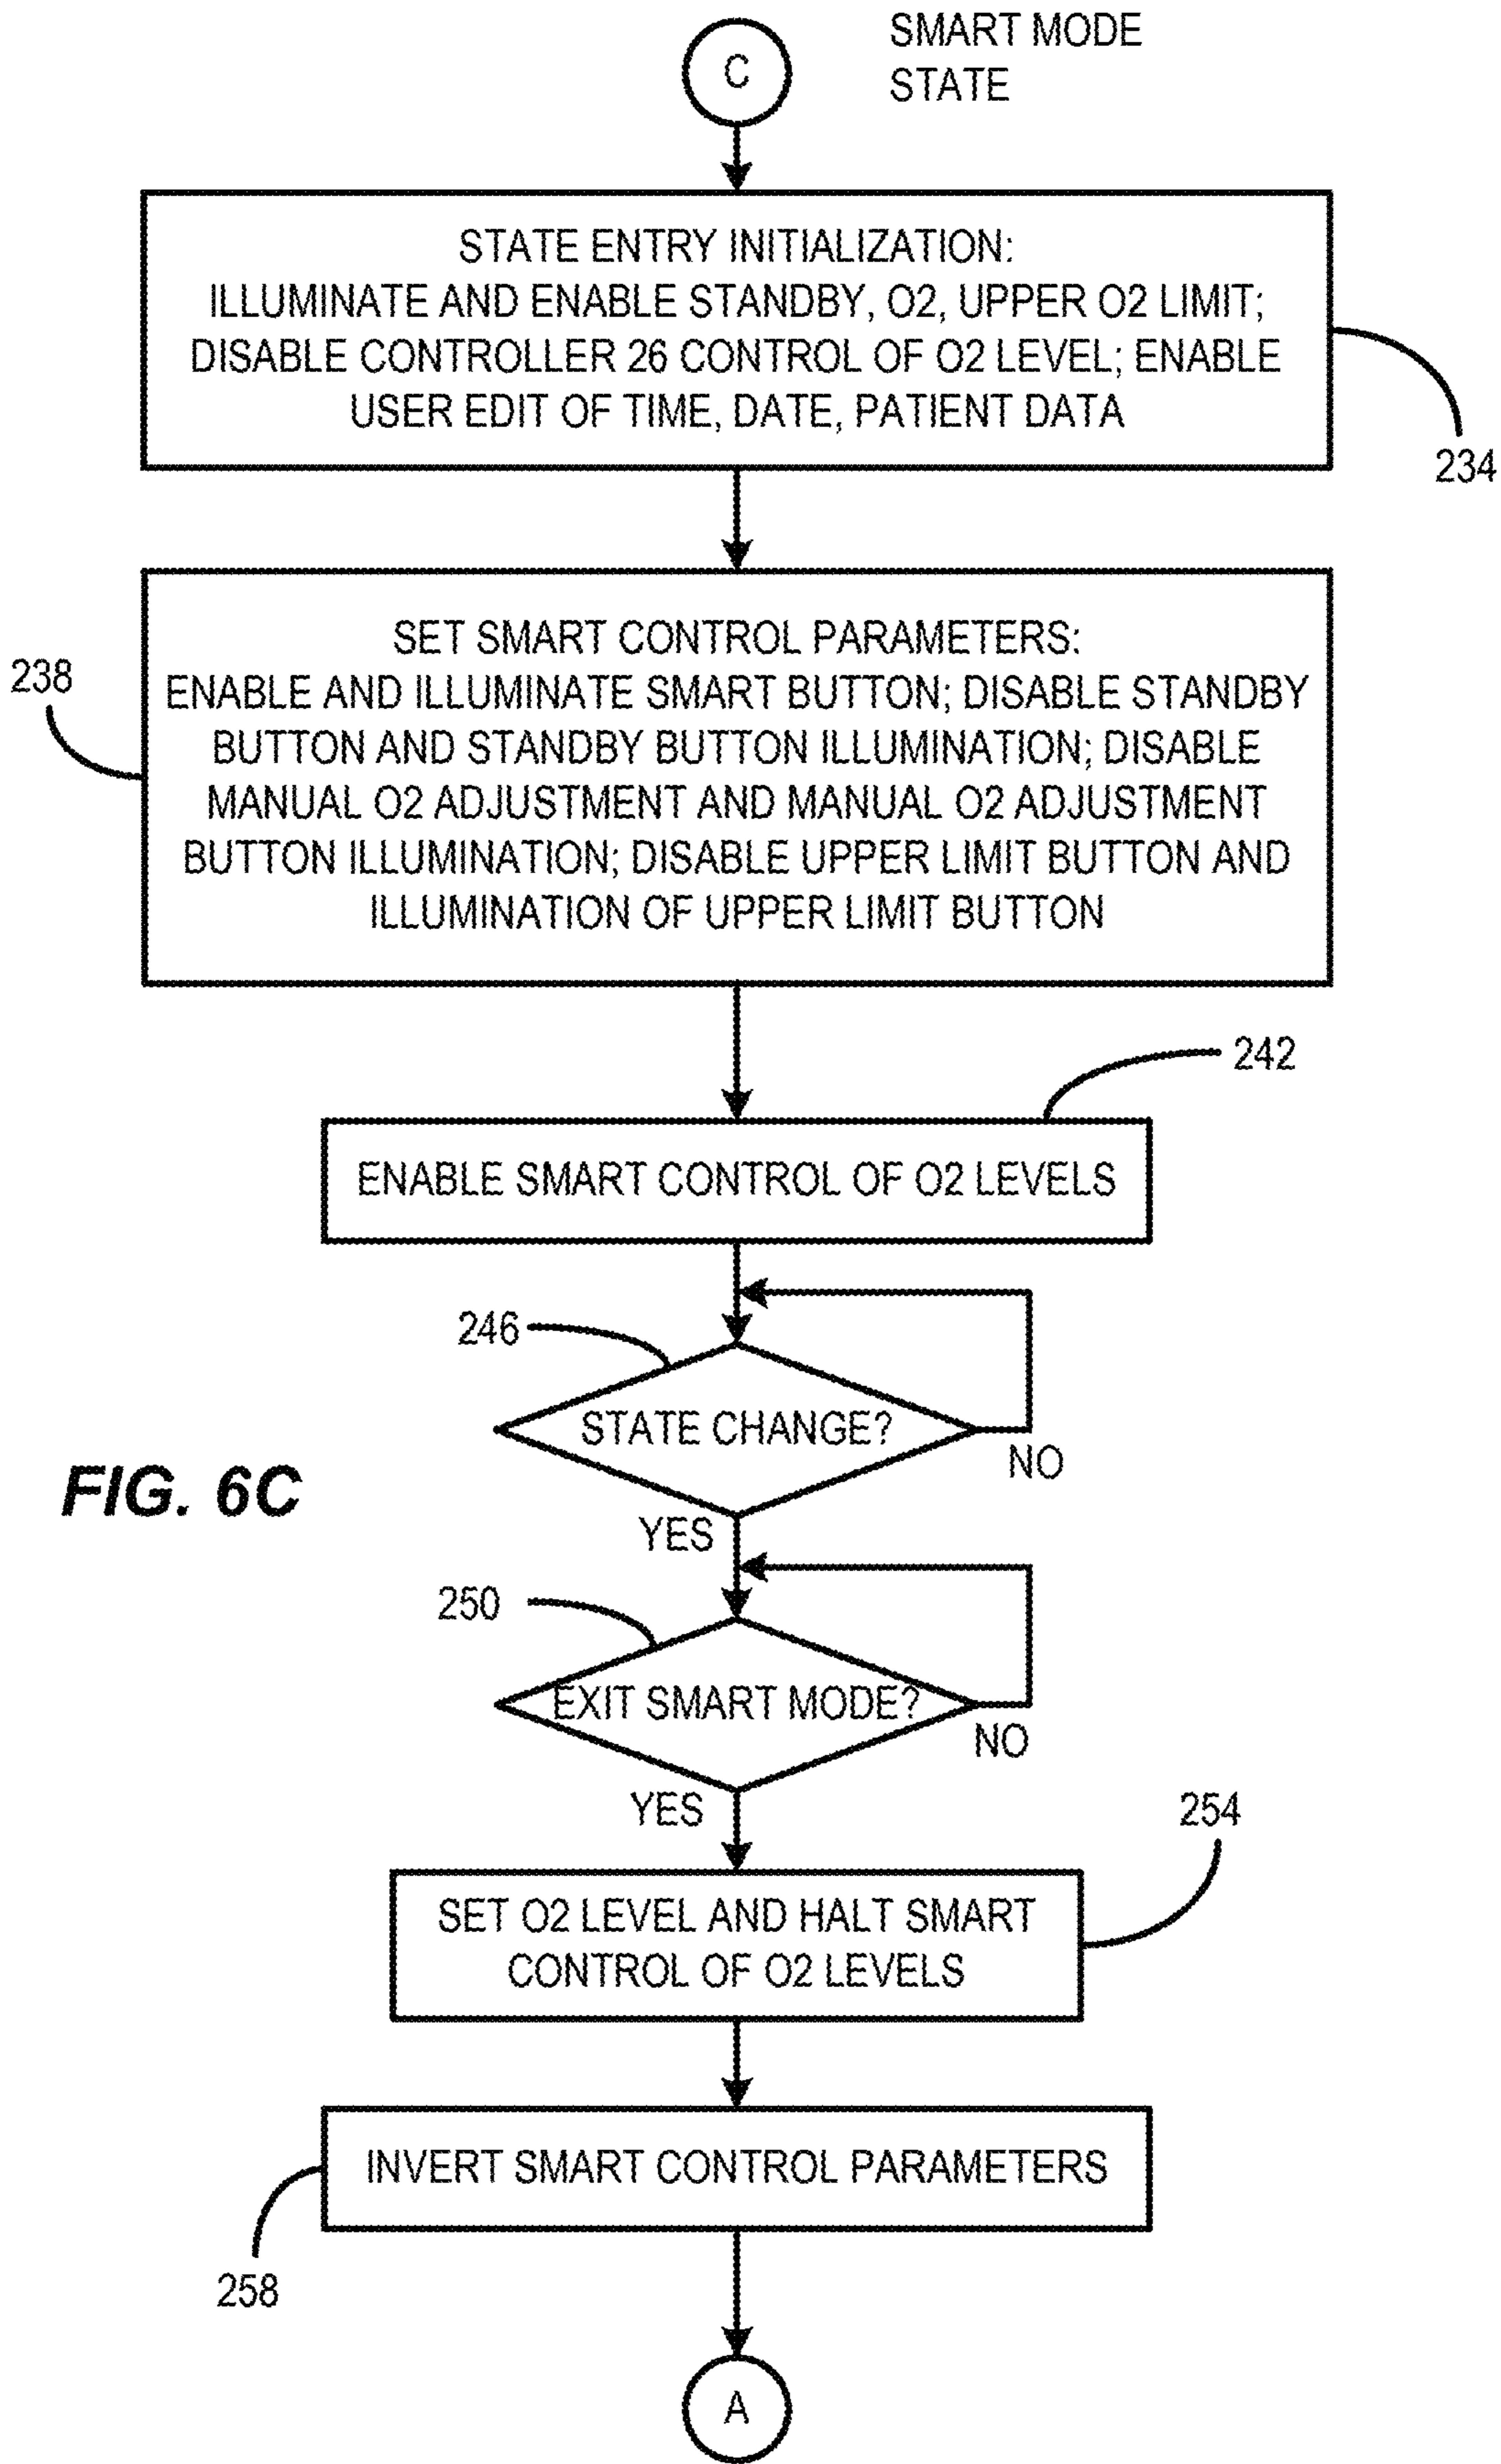 C
SMART MODE
STATE
STATE ENTRY INITIALIZATION:
ILLUMINATE AND ENABLE STANDBY, O2, UPPER O2 LIMIT;
DISABLE CONTROLLER 26 CONTROL OF O2 LEVEL; ENABLE
USER EDIT OF TIME, DATE, PATIENT DATA
234
SET SMART CONTROL PARAMETERS:
ENABLE AND ILLUMINATE SMART BUTTON; DISABLE STANDBY
BUTTON AND STANDBY BUTTON ILLUMINATION; DISABLE
MANUAL O2 ADJUSTMENT AND MANUAL O2 ADJUSTMENT
BUTTON ILLUMINATION; DISABLE UPPER LIMIT BUTTON AND
ILLUMINATION OF UPPER LIMIT BUTTON
238
242
ENABLE SMART CONTROL OF O2 LEVELS
246
STATE CHANGE?
NO
FIG. 6C
YES
250
EXIT SMART MODE?
NO
YES
254
SET O2 LEVEL AND HALT SMART
CONTROL OF O2 LEVELS
INVERT SMART CONTROL PARAMETERS
258
A